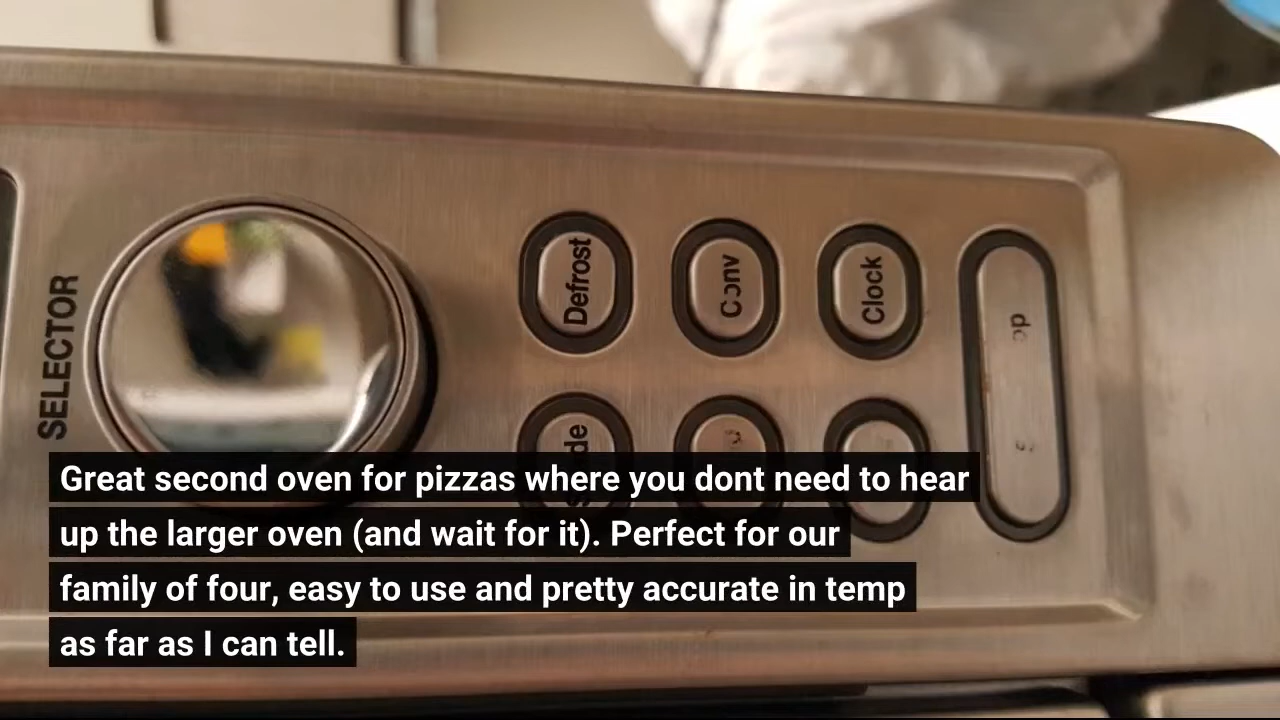 SELECTOR
Defrost
Conv
Clock
Great second oven for pizzas where you dont need to hear
up the larger oven (and wait for it). Perfect for our
family of four, easy to use and pretty accurate in temp
as far as I can tell.